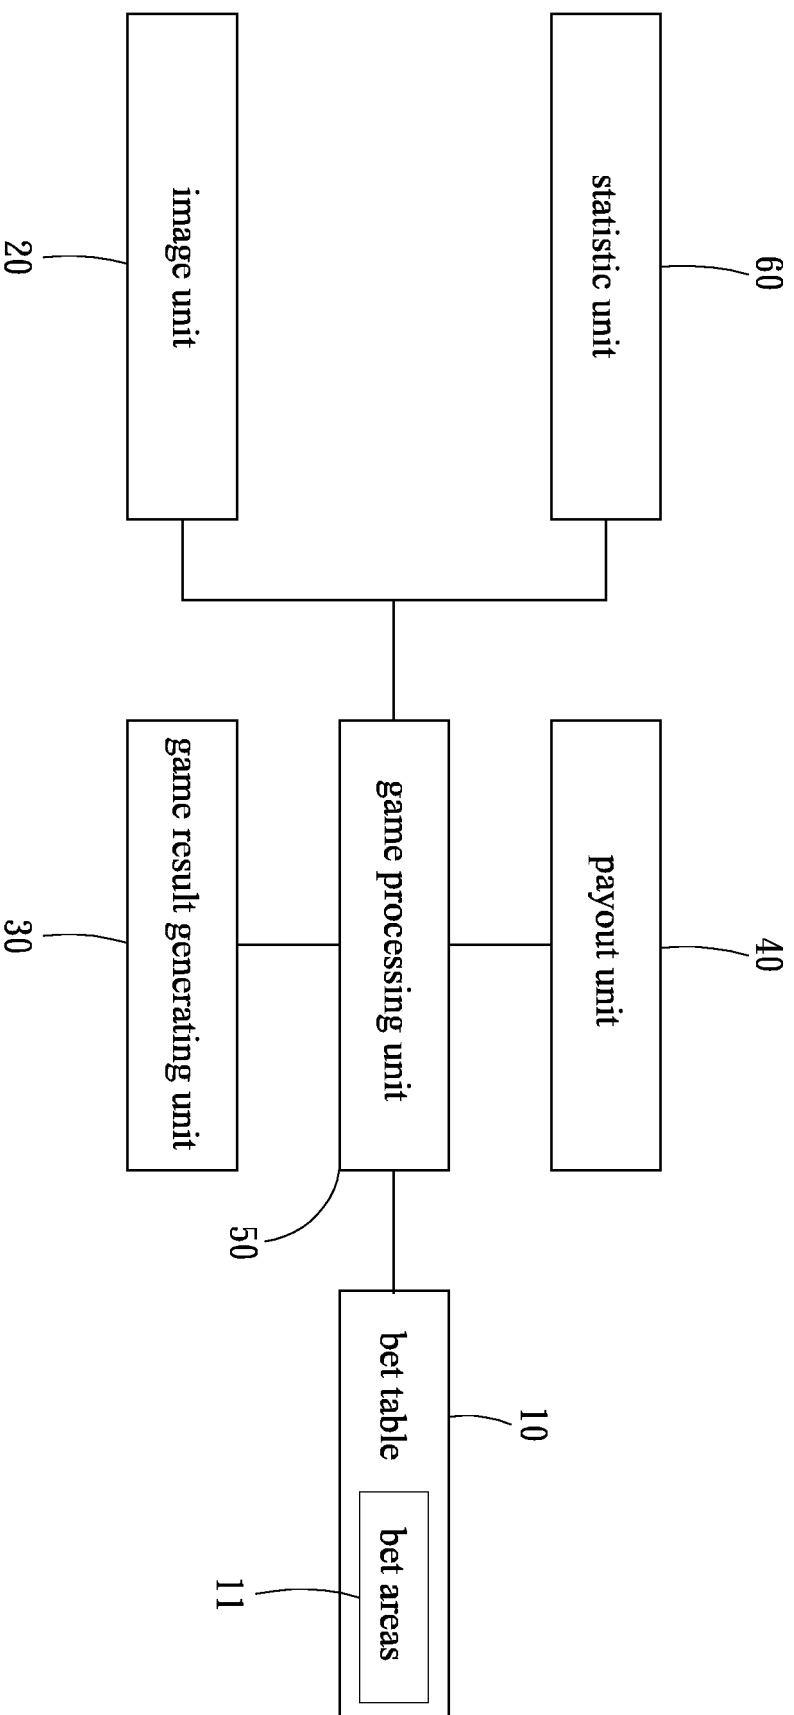 60
statistic unit
image unit
20
40
payout unit
game processing unit
50
game result generating unit
30
10
bet table
bet areas
11